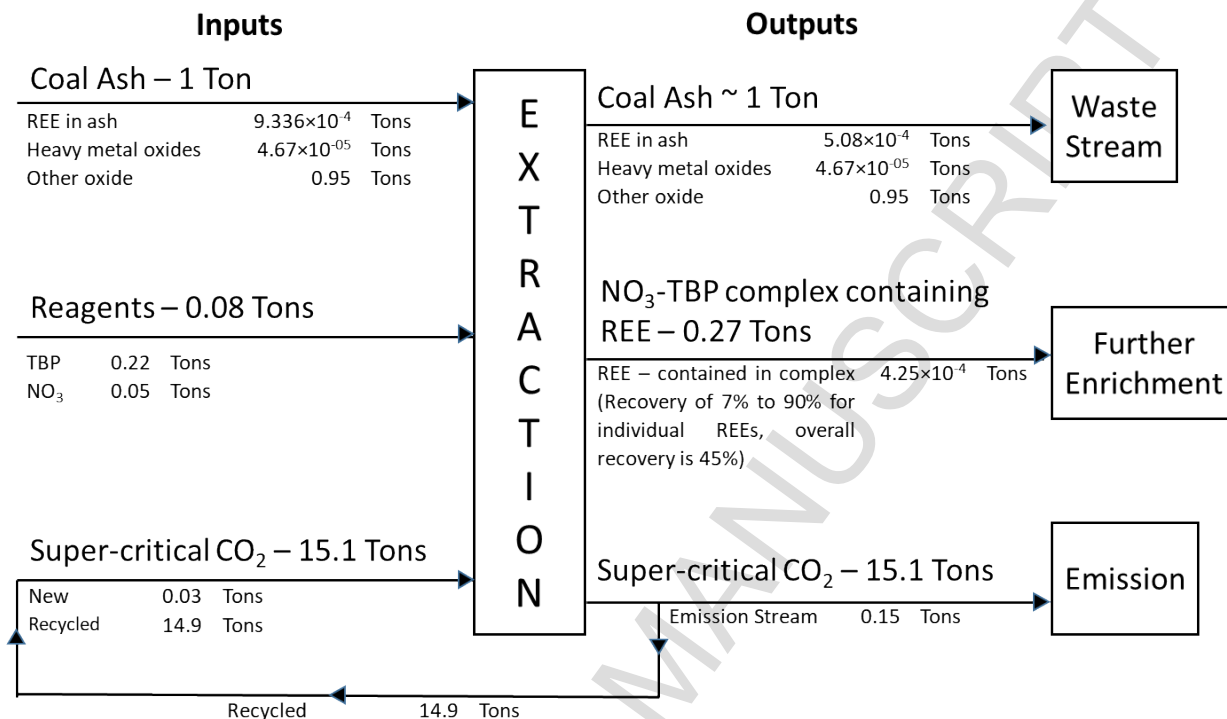 Inputs
Outputs
Coal Ash – 1 Ton
REE in ash 9.336×10⁻⁴ Tons
Heavy metal oxides 4.67×10⁻⁰⁵ Tons
Other oxide 0.95 Tons
Reagents – 0.08 Tons
TBP 0.22 Tons
NO₃ 0.05 Tons
Super-critical CO₂ – 15.1 Tons
New 0.03 Tons
Recycled 14.9 Tons
Recycled 14.9 Tons
EXTRACTION
Coal Ash ~ 1 Ton
REE in ash 5.08×10⁻⁴ Tons
Heavy metal oxides 4.67×10⁻⁰⁵ Tons
Other oxide 0.95 Tons
Waste
Stream
NO₃-TBP complex containing
REE – 0.27 Tons
REE – contained in complex 4.25×10⁻⁴ Tons
(Recovery of 7% to 90% for
individual REEs, overall
recovery is 45%)
Further
Enrichment
Super-critical CO₂ – 15.1 Tons
Emission Stream 0.15 Tons
Emission
MANUSCRIPT